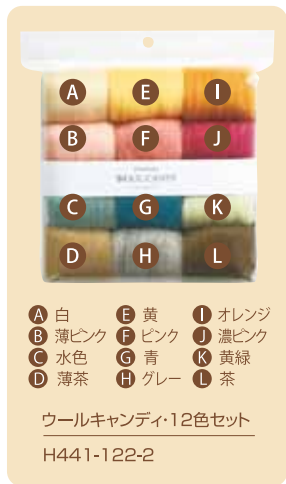 A E I
B F J
C G K
D H L
A 白 E 黄 I オレンジ
B 薄ピンク F ピンク J 濃ピンク
C 水色 G 青 K 黄緑
D 薄茶 H グレー L 茶
ウールキャンディ・12色セット
H441-122-2